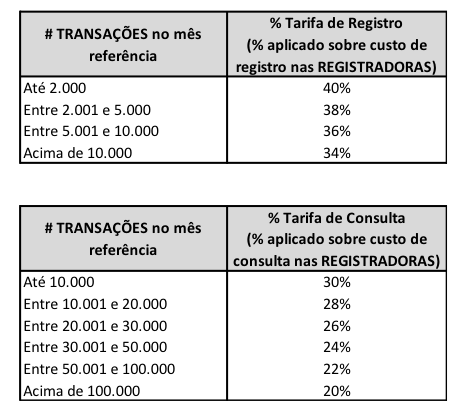 # TRANSAÇÕES no mês
referência
% Tarifa de Registro
(% aplicado sobre custo de
registro nas REGISTRADORAS)
Até 2.000 40%
Entre 2.001 e 5.000 38%
Entre 5.001 e 10.000 36%
Acima de 10.000 34%
# TRANSAÇÕES no mês
referência
% Tarifa de Consulta
(% aplicado sobre custo de
consulta nas REGISTRADORAS)
Até 10.000 30%
Entre 10.001 e 20.000 28%
Entre 20.001 e 30.000 26%
Entre 30.001 e 50.000 24%
Entre 50.001 e 100.000 22%
Acima de 100.000 20%